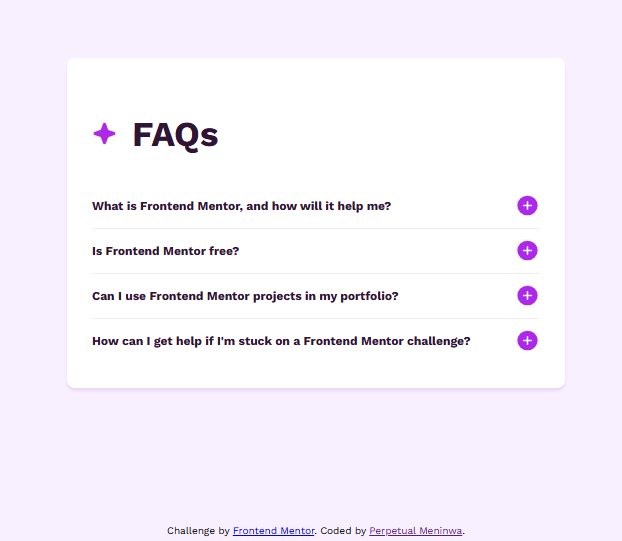 FAQs
What is Frontend Mentor, and how will it help me?
Is Frontend Mentor free?
Can I use Frontend Mentor projects in my portfolio?
How can I get help if I'm stuck on a Frontend Mentor challenge?
Challenge by Frontend Mentor. Coded by Perpetual Meninwa.